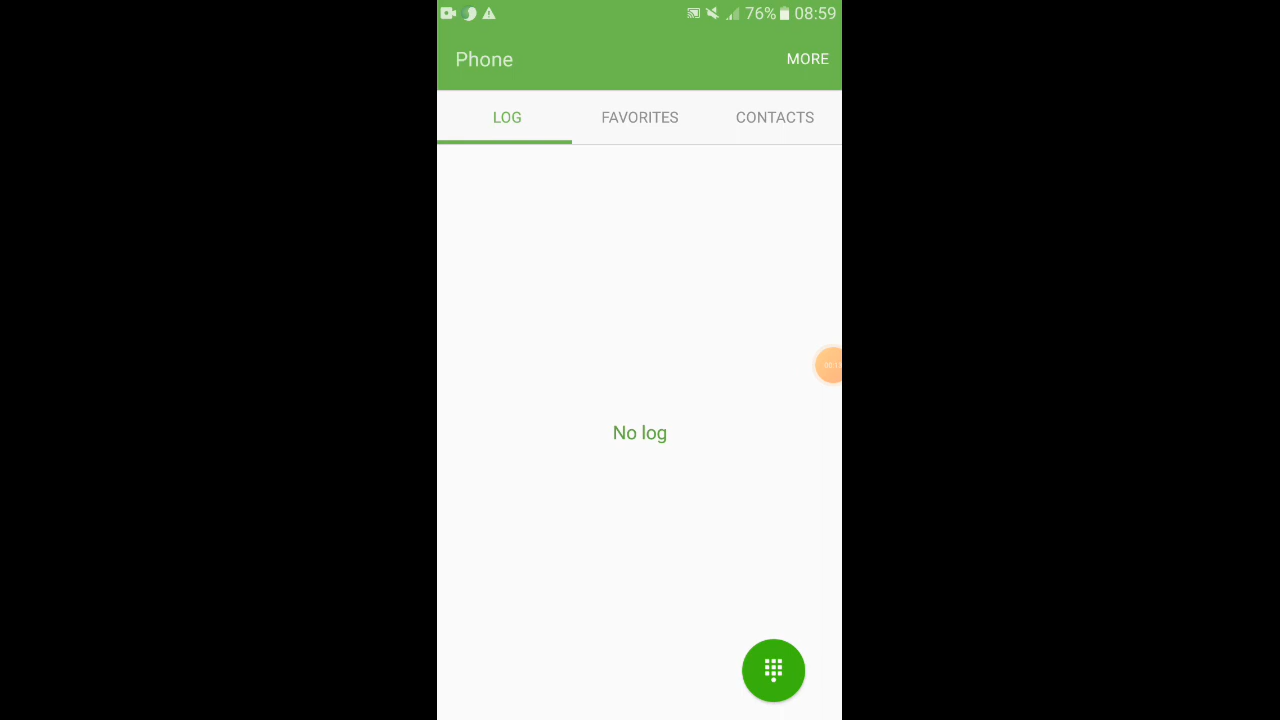 76% 08:59
Phone
MORE
LOG
FAVORITES
CONTACTS
No log